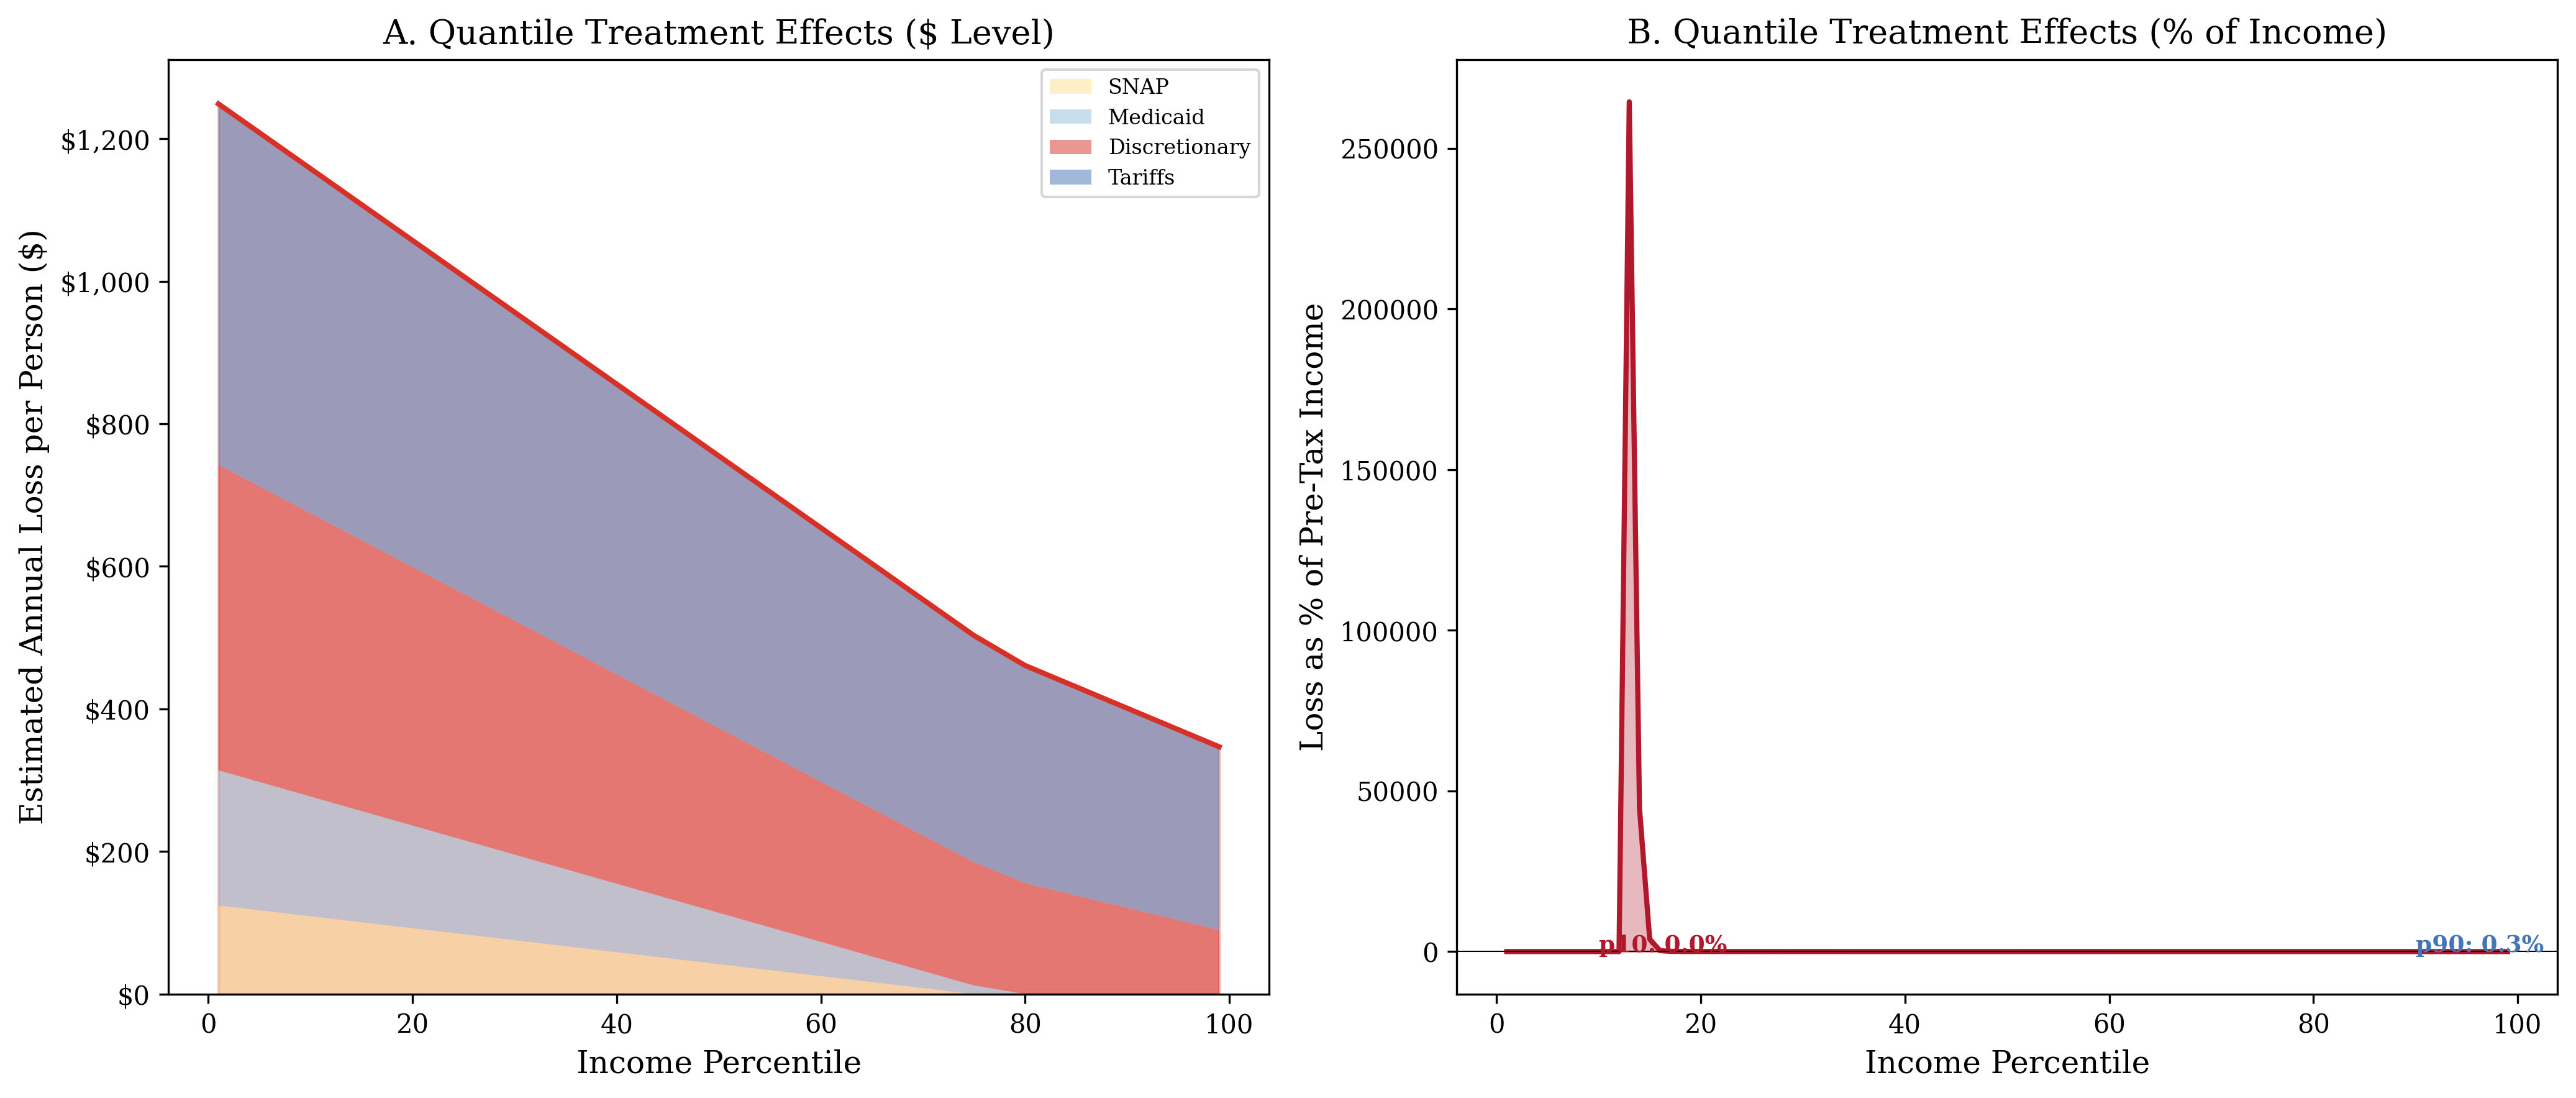 A. Quantile Treatment Effects ($ Level)
Estimated Annual Loss per Person ($)
$1,200
$1,000
$800
$600
$400
$200
$0
SNAP
Medicaid
Discretionary
Tariffs
0 20 40 60 80 100
Income Percentile
B. Quantile Treatment Effects (% of Income)
Loss as % of Pre-Tax Income
250000
200000
150000
100000
50000
0
p10: 0.0%
p90: 0.3%
0 20 40 60 80 100
Income Percentile